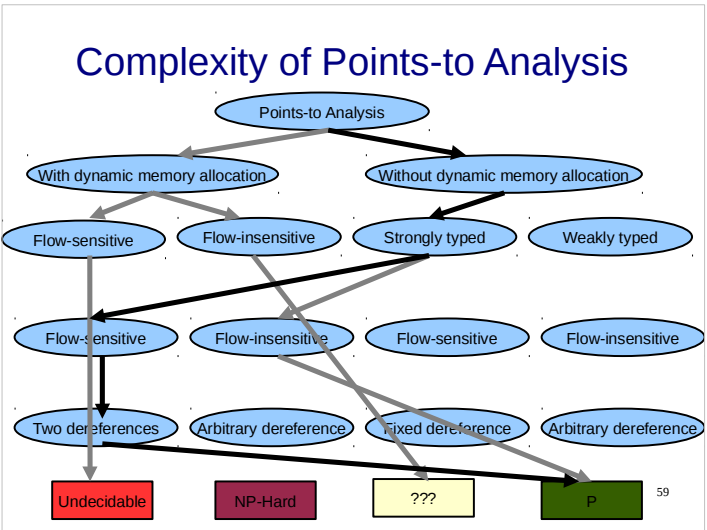 Complexity of Points-to Analysis
Points-to Analysis
With dynamic memory allocation
Without dynamic memory allocation
Flow-sensitive
Flow-insensitive
Strongly typed
Weakly typed
Flow-sensitive
Flow-insensitive
Flow-sensitive
Flow-insensitive
Two dereferences
Arbitrary dereference
Fixed dereference
Arbitrary dereference
Undecidable
NP-Hard
???
P
59